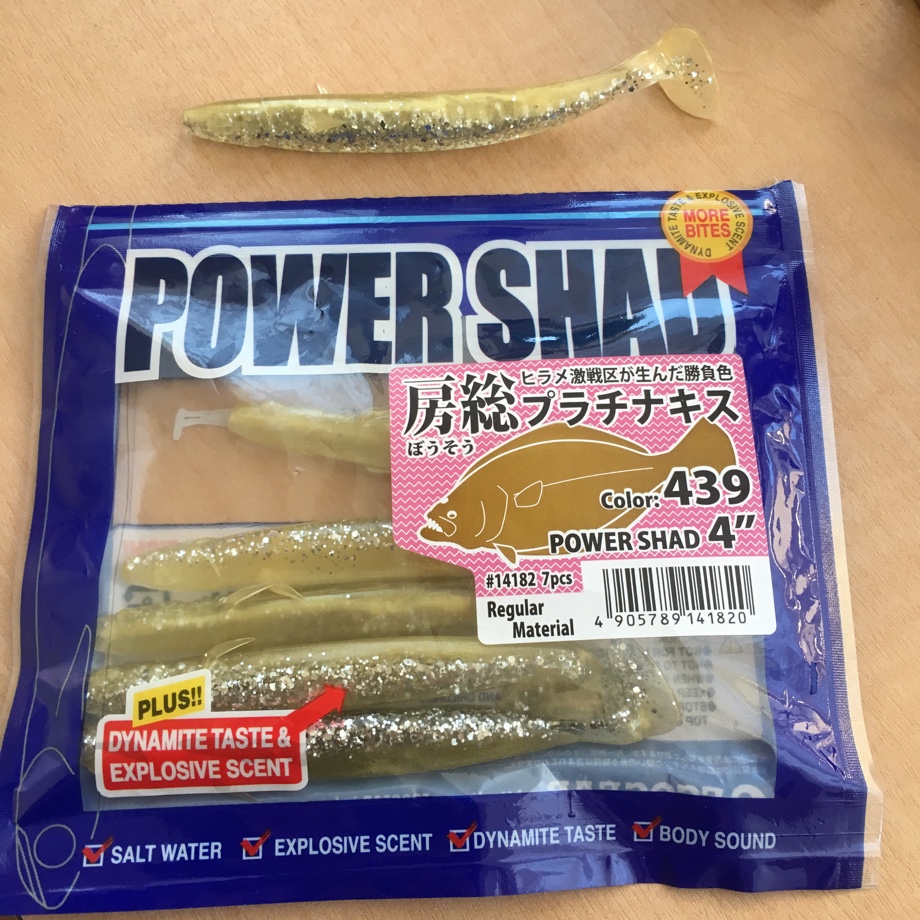 POWER SHAD
DYNAMITE TASTE & EXPLOSIVE SCENT
MORE
BITES
ヒラメ激戦区が生んだ勝負色
房総プラチナキス
ぼうそう
Color: 439
POWER SHAD 4”
#14182 7pcs
Regular
Material
4 905789 141820
PLUS!!
DYNAMITE TASTE &
EXPLOSIVE SCENT
SALT WATER EXPLOSIVE SCENT DYNAMITE TASTE BODY SOUND